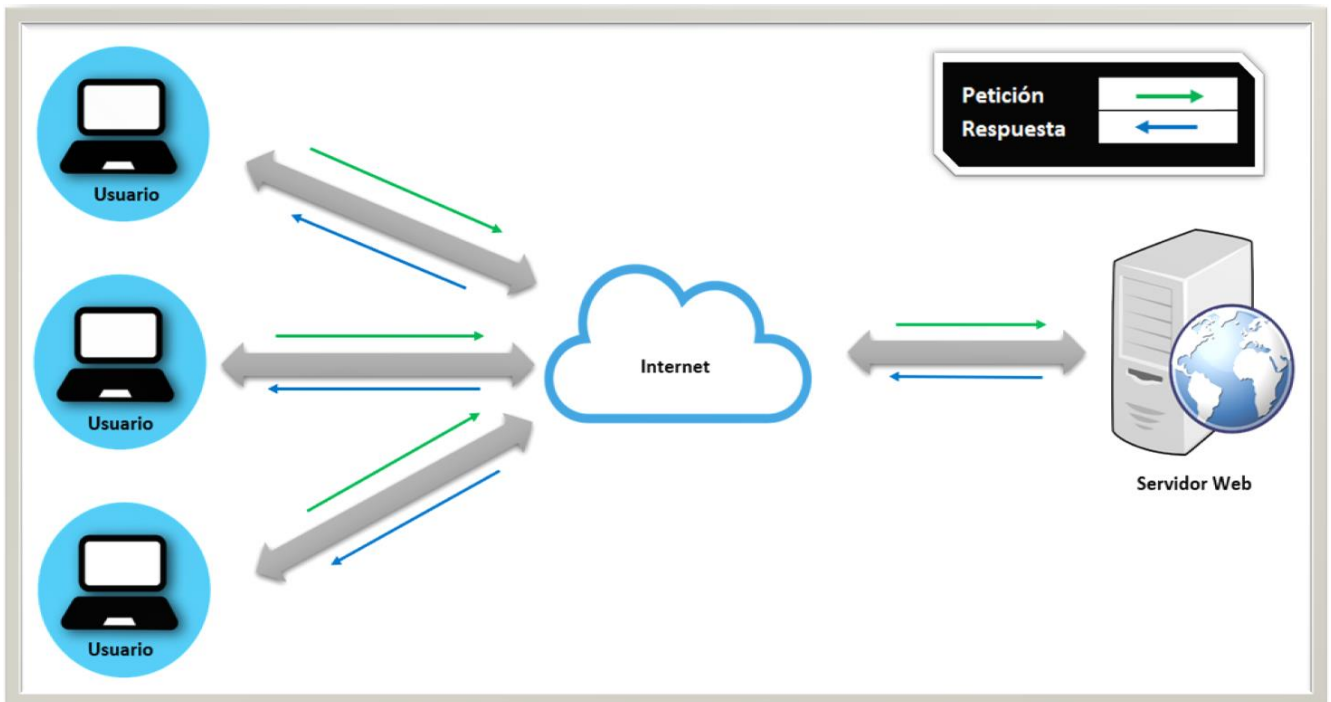 Petición
Respuesta
Usuario
Usuario
Usuario
Internet
Servidor Web